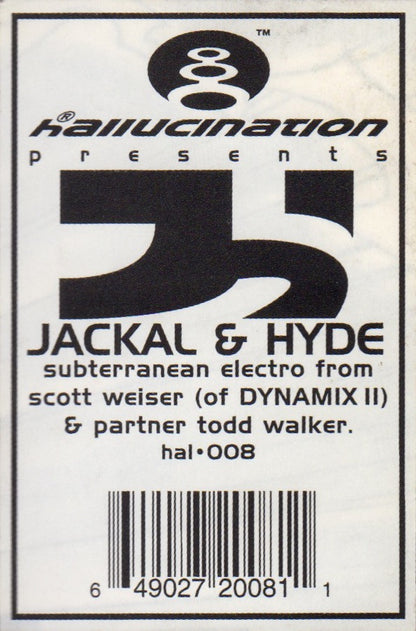 ™
®
hallucination
presents
JACKAL & HYDE
subterranean electro from
scott weiser (of DYNAMIX II)
& partner todd walker.
hal•008
6 49027 20081 1